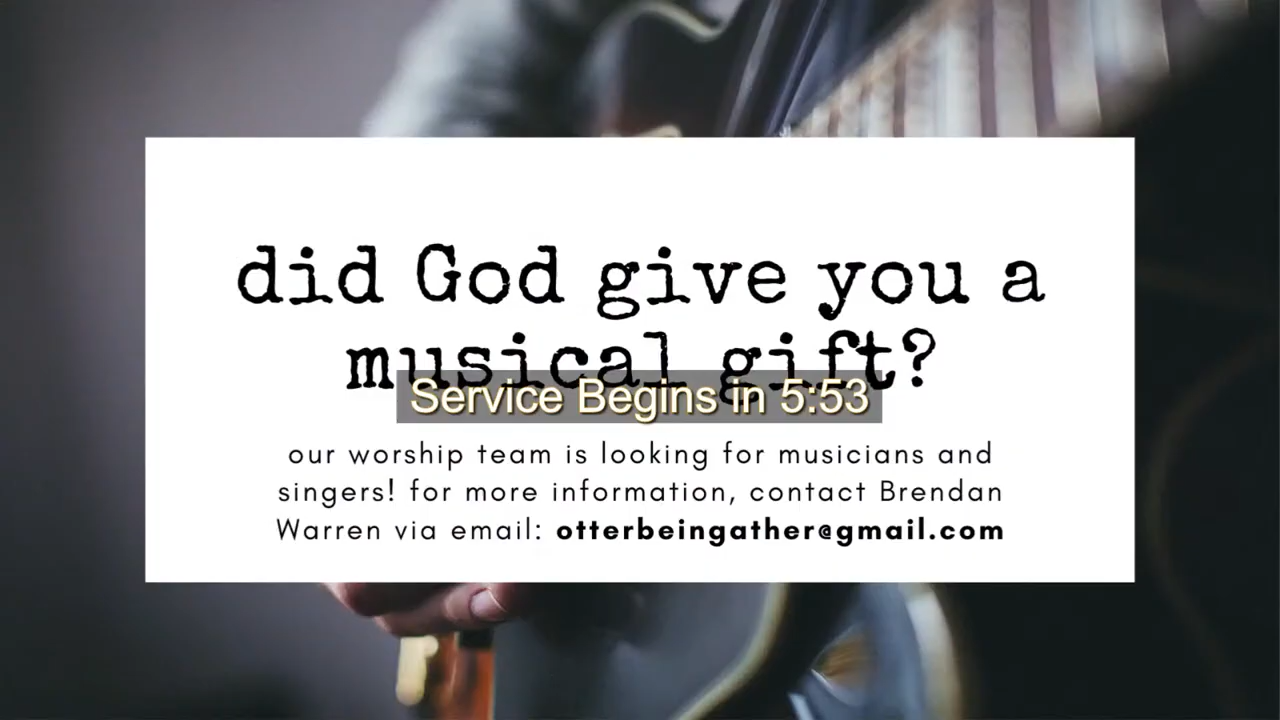 did God give you a
musical gift?
Service Begins in 5:53
our worship team is looking for musicians and
singers! for more information, contact Brendan
Warren via email: otterbeingather@gmail.com